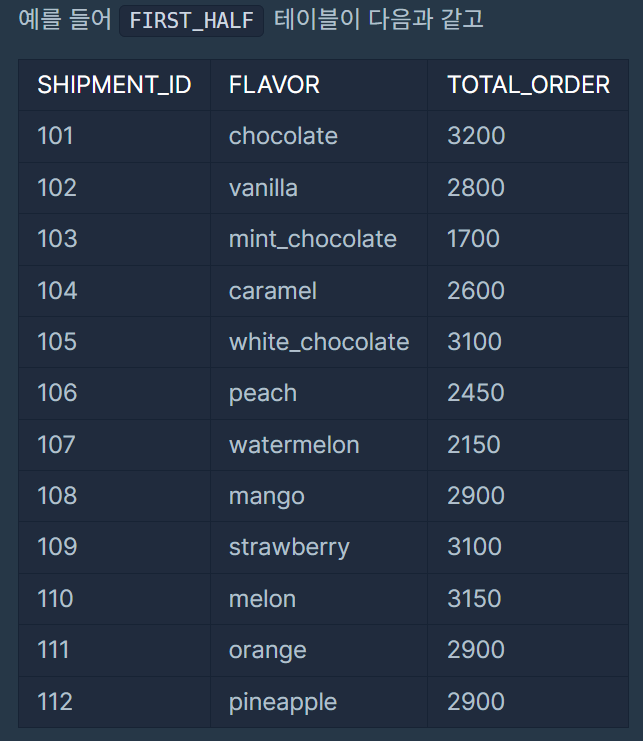 예를 들어 FIRST_HALF 테이블이 다음과 같고
SHIPMENT_ID FLAVOR TOTAL_ORDER
101 chocolate 3200
102 vanilla 2800
103 mint_chocolate 1700
104 caramel 2600
105 white_chocolate 3100
106 peach 2450
107 watermelon 2150
108 mango 2900
109 strawberry 3100
110 melon 3150
111 orange 2900
112 pineapple 2900